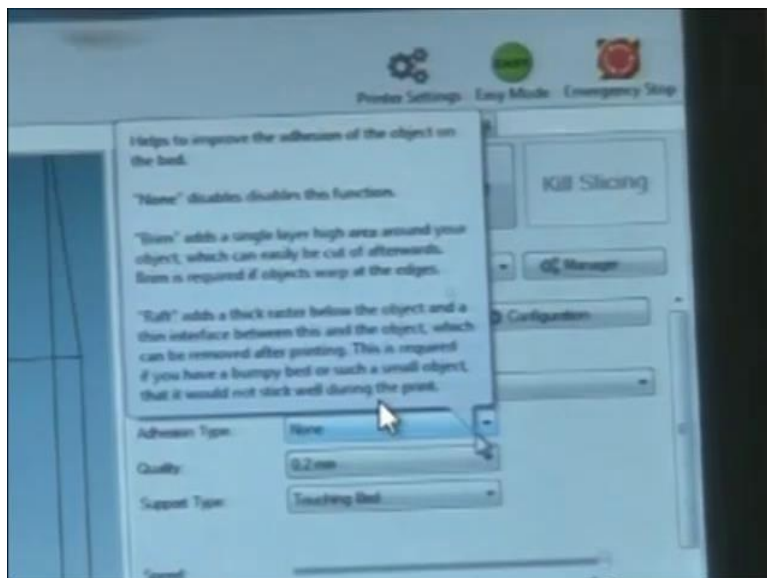 Printer Settings Easy Mode Emergency Stop
Helps to improve the adhesion of the object on
the bed.
"None" disables disables this function.
"Brim" adds a single layer high area around your
object, which can easily be cut of afterwards.
Brim is required if objects warp at the edges.
"Raft" adds a thick raster below the object and a
thin interface between this and the object, which
can be removed after printing. This is required
if you have a bumpy bed or such a small object,
that it would not stick well during the print.
Kill Slicing
Manager
Configuration
Adhesion Type: None
Quality: 0.2 mm
Support Type: Touching Bed
Speed: